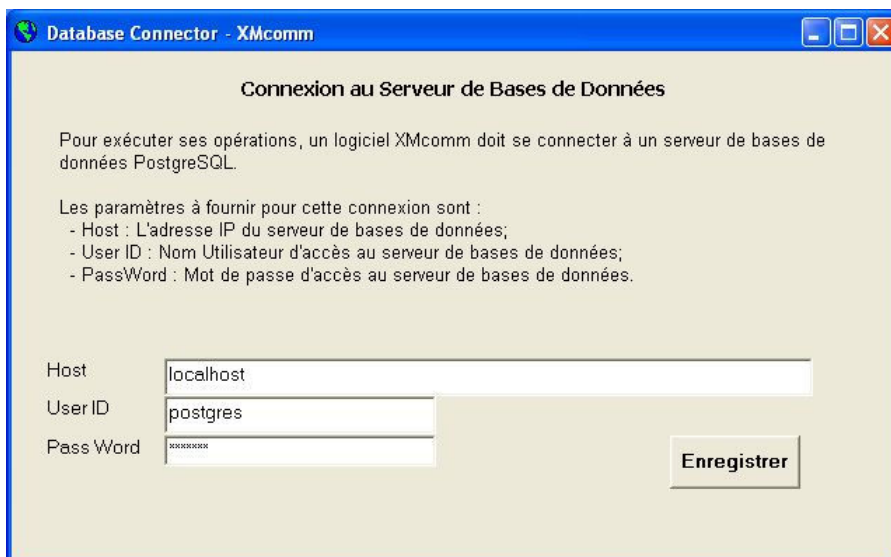 Database Connector - XMcomm
Connexion au Serveur de Bases de Données
Pour exécuter ses opérations, un logiciel XMcomm doit se connecter à un serveur de bases de
données PostgreSQL.
Les paramètres à fournir pour cette connexion sont :
- Host : L'adresse IP du serveur de bases de données;
- User ID : Nom Utilisateur d'accès au serveur de bases de données;
- PassWord : Mot de passe d'accès au serveur de bases de données.
Host localhost
User ID postgres
Pass Word *******
Enregistrer